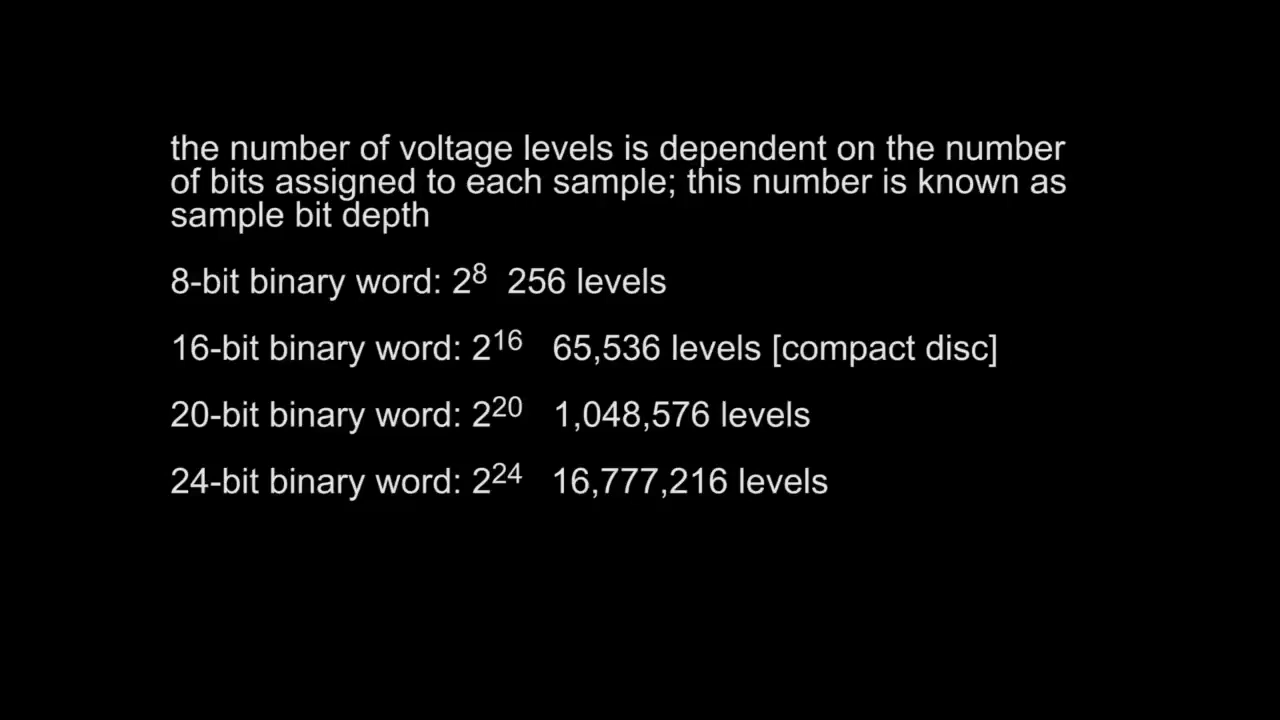 the number of voltage levels is dependent on the number
of bits assigned to each sample; this number is known as
sample bit depth
8-bit binary word: 2⁸ 256 levels
16-bit binary word: 2¹⁶ 65,536 levels [compact disc]
20-bit binary word: 2²⁰ 1,048,576 levels
24-bit binary word: 2²⁴ 16,777,216 levels